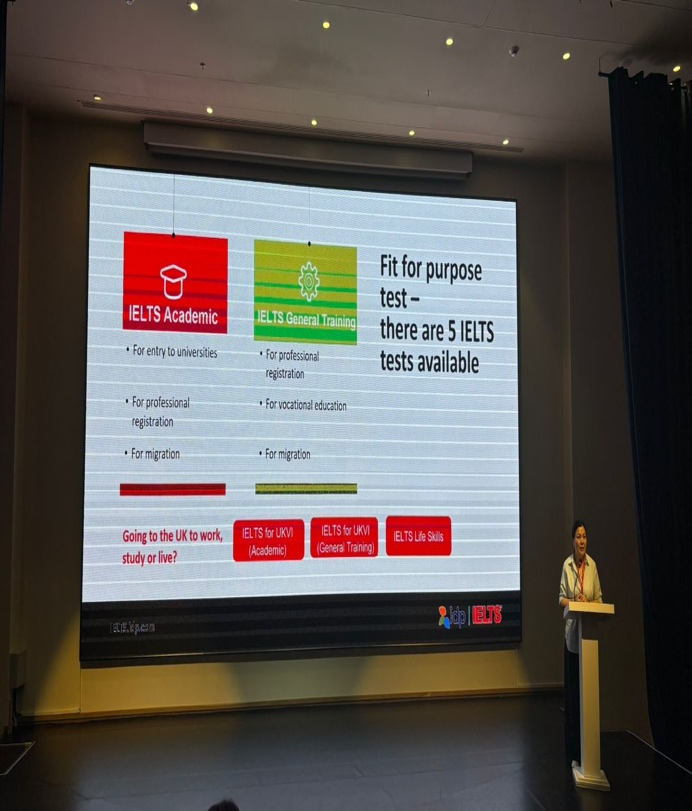 IELTS Academic
• For entry to universities
• For professional
registration
• For migration
IELTS General Training
• For professional
registration
• For vocational education
• For migration
Fit for purpose
test –
there are 5 IELTS
tests available
Going to the UK to work,
study or live?
IELTS for UKVI
(Academic)
IELTS for UKVI
(General Training)
IELTS Life Skills
ielts.idp.com
idp | IELTS